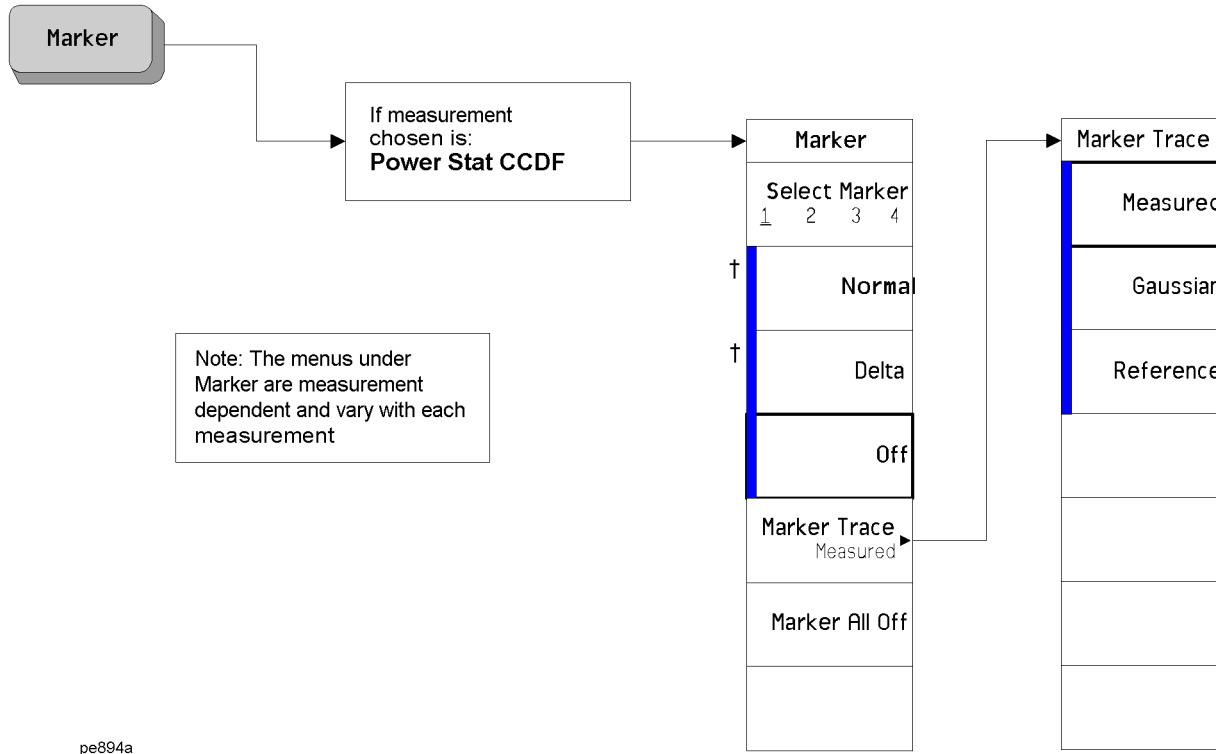 Marker
If measurement
chosen is:
Power Stat CCDF
Note: The menus under
Marker are measurement
dependent and vary with each
measurement
Marker
Select Marker
1 2 3 4
†
Normal
†
Delta
Off
Marker Trace
Measured
Marker All Off
Marker Trace
Measured
Gaussian
Reference
pe894a